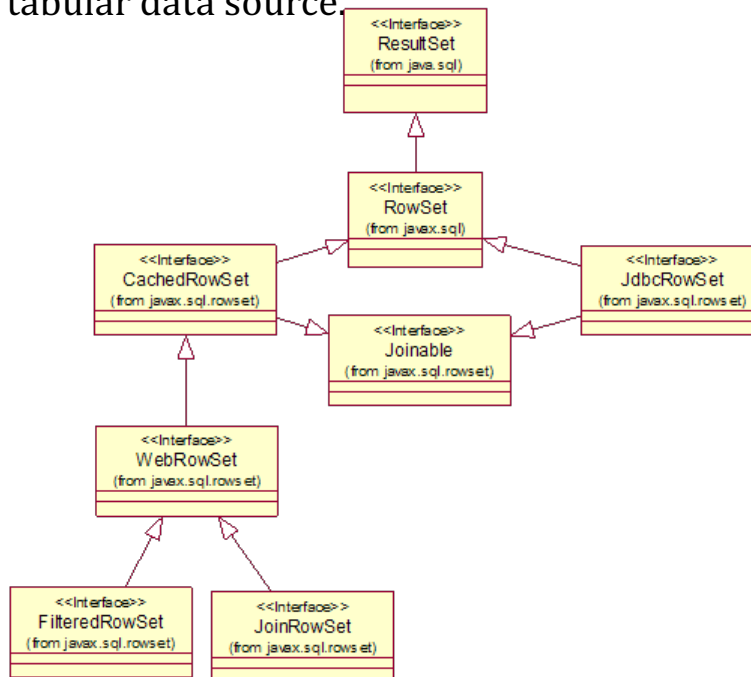 tabular data source.
<<Interface>>
ResultSet
(from java.sql)
<<Interface>>
RowSet
(from javax.sql)
<<Interface>>
CachedRowSet
(from javax.sql.rowset)
<<Interface>>
JdbcRowSet
(from javax.sql.rowset)
<<Interface>>
Joinable
(from javax.sql.rowset)
<<Interface>>
WebRowSet
(from javax.sql.rowset)
<<Interface>>
FilteredRowSet
(from javax.sql.rowset)
<<Interface>>
JoinRowSet
(from javax.sql.rowset)